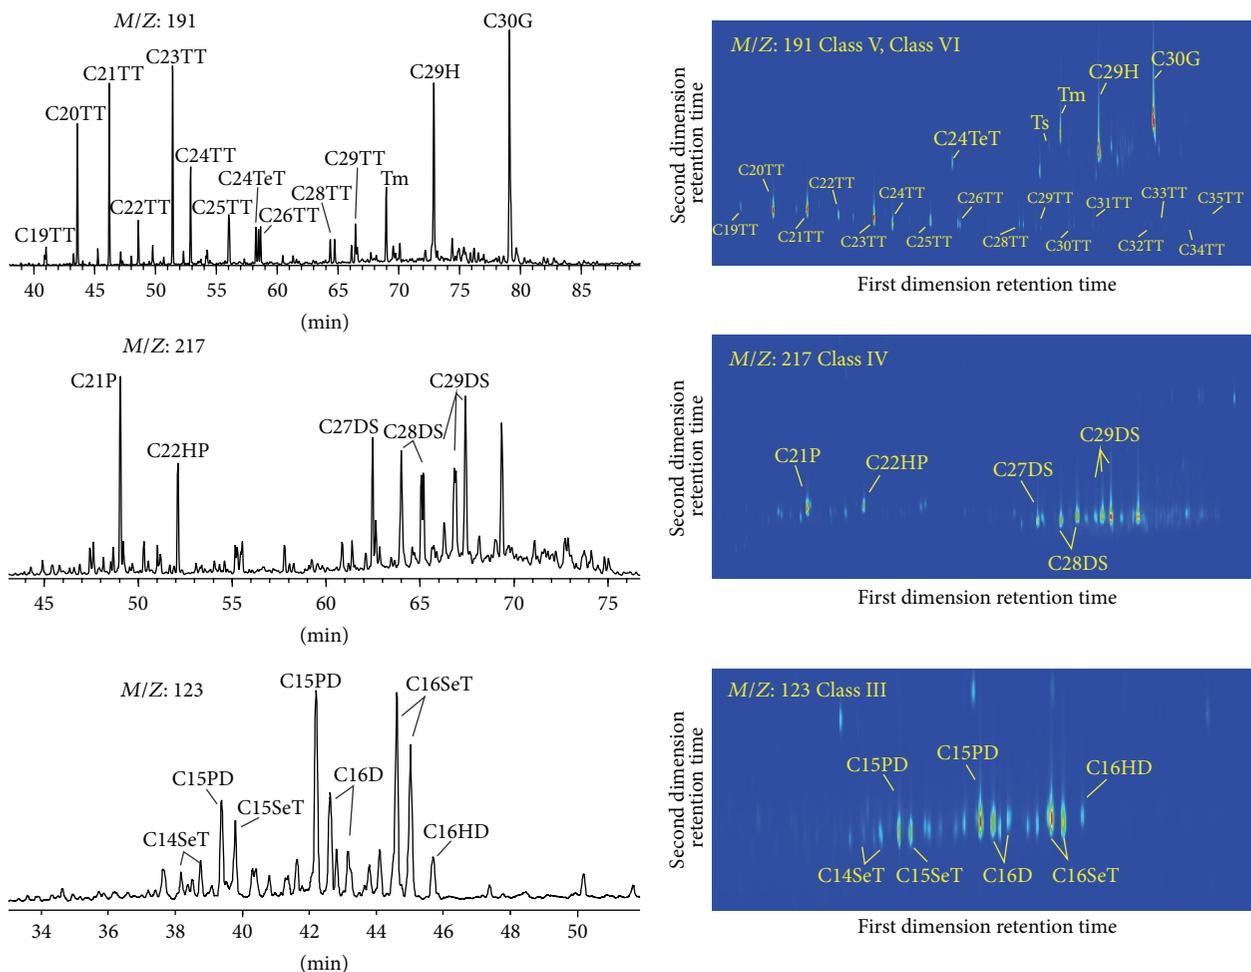 M/Z: 191
C30G
C23TT
C21TT
C29H
C20TT
C24TT
C29TT
C24TeT
Tm
C28TT
C22TT
C25TT
C26TT
C19TT
40 45 50 55 60 65 70 75 80 85
(min)
M/Z: 191 Class V, Class VI
C30G
C29H
Tm
Ts
C24TeT
C20TT
C22TT
C24TT
C26TT
C29TT
C31TT
C33TT
C35TT
C19TT
C21TT
C23TT
C25TT
C28TT
C30TT
C32TT
C34TT
Second dimension
retention time
First dimension retention time
M/Z: 217
C21P
C29DS
C27DS
C28DS
C22HP
45 50 55 60 65 70 75
(min)
M/Z: 217 Class IV
C29DS
C21P
C22HP
C27DS
C28DS
Second dimension
retention time
First dimension retention time
M/Z: 123
C15PD
C16SeT
C15PD
C16D
C15SeT
C14SeT
C16HD
34 36 38 40 42 44 46 48 50
(min)
M/Z: 123 Class III
C15PD
C15PD
C16HD
C14SeT
C15SeT
C16D
C16SeT
Second dimension
retention time
First dimension retention time